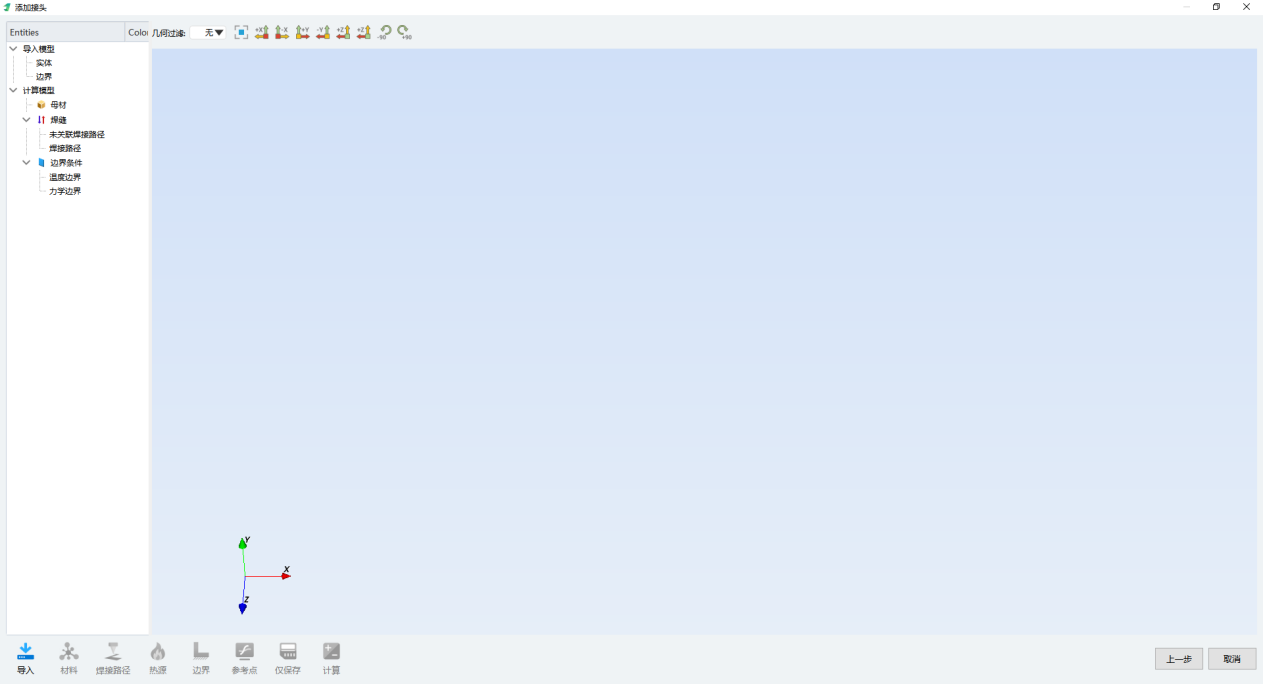 添加接头
Entities Color 几何过滤: 无 +X -X +Y -Y +Z +Z -90 +90
导入模型
实体
边界
计算模型
母材
焊缝
未关联焊接路径
焊接路径
边界条件
温度边界
力学边界
Y
X
Z
导入 材料 焊接路径 热源 边界 参考点 仅保存 计算 上一步 取消